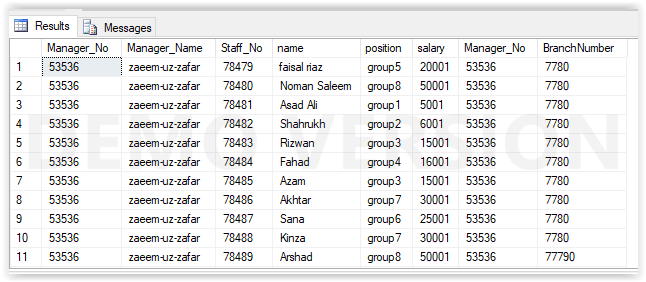 Results Messages
Manager_No Manager_Name Staff_No name position salary Manager_No BranchNumber
1 53536 zaeem-uz-zafar 78479 faisal riaz group5 20001 53536 7780
2 53536 zaeem-uz-zafar 78480 Noman Saleem group8 50001 53536 7780
3 53536 zaeem-uz-zafar 78481 Asad Ali group1 5001 53536 7780
4 53536 zaeem-uz-zafar 78482 Shahrukh group2 6001 53536 7780
5 53536 zaeem-uz-zafar 78483 Rizwan group3 15001 53536 7780
6 53536 zaeem-uz-zafar 78484 Fahad group4 16001 53536 7780
7 53536 zaeem-uz-zafar 78485 Azam group3 15001 53536 7780
8 53536 zaeem-uz-zafar 78486 Akhtar group7 30001 53536 7780
9 53536 zaeem-uz-zafar 78487 Sana group6 25001 53536 7780
10 53536 zaeem-uz-zafar 78488 Kinza group7 30001 53536 7780
11 53536 zaeem-uz-zafar 78489 Arshad group8 50001 53536 77790
DEMO VERSION